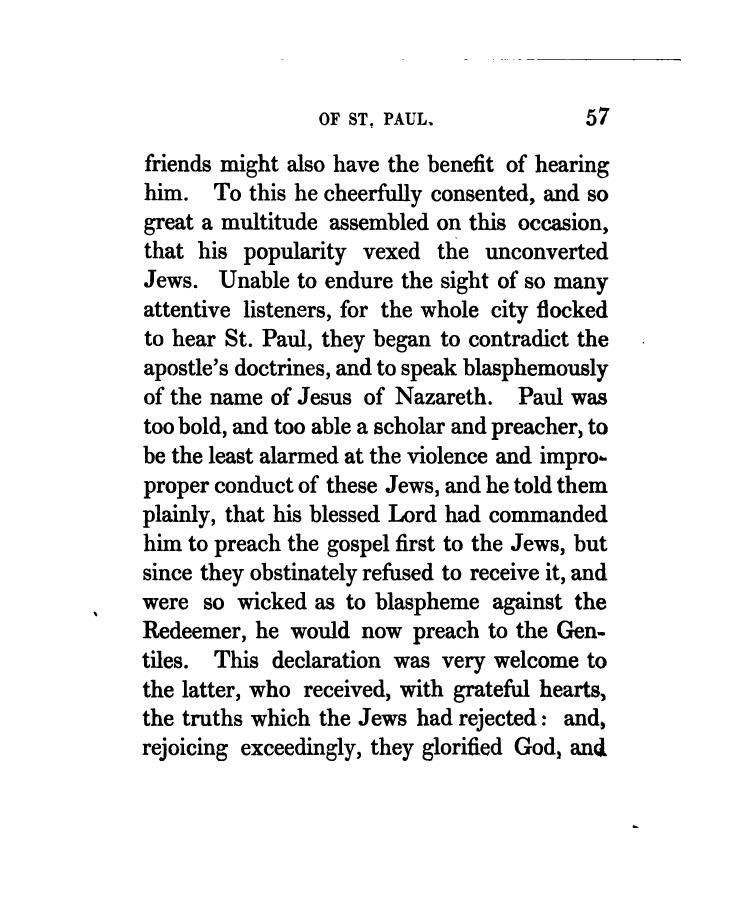 OF ST. PAUL. 57
friends might also have the benefit of hearing
him. To this he cheerfully consented, and so
great a multitude assembled on this occasion,
that his popularity vexed the unconverted
Jews. Unable to endure the sight of so many
attentive listeners, for the whole city flocked
to hear St. Paul, they began to contradict the
apostle's doctrines, and to speak blasphemously
of the name of Jesus of Nazareth. Paul was
too bold, and too able a scholar and preacher, to
be the least alarmed at the violence and impro-
proper conduct of these Jews, and he told them
plainly, that his blessed Lord had commanded
him to preach the gospel first to the Jews, but
since they obstinately refused to receive it, and
were so wicked as to blaspheme against the
Redeemer, he would now preach to the Gen-
tiles. This declaration was very welcome to
the latter, who received, with grateful hearts,
the truths which the Jews had rejected: and,
rejoicing exceedingly, they glorified God, and